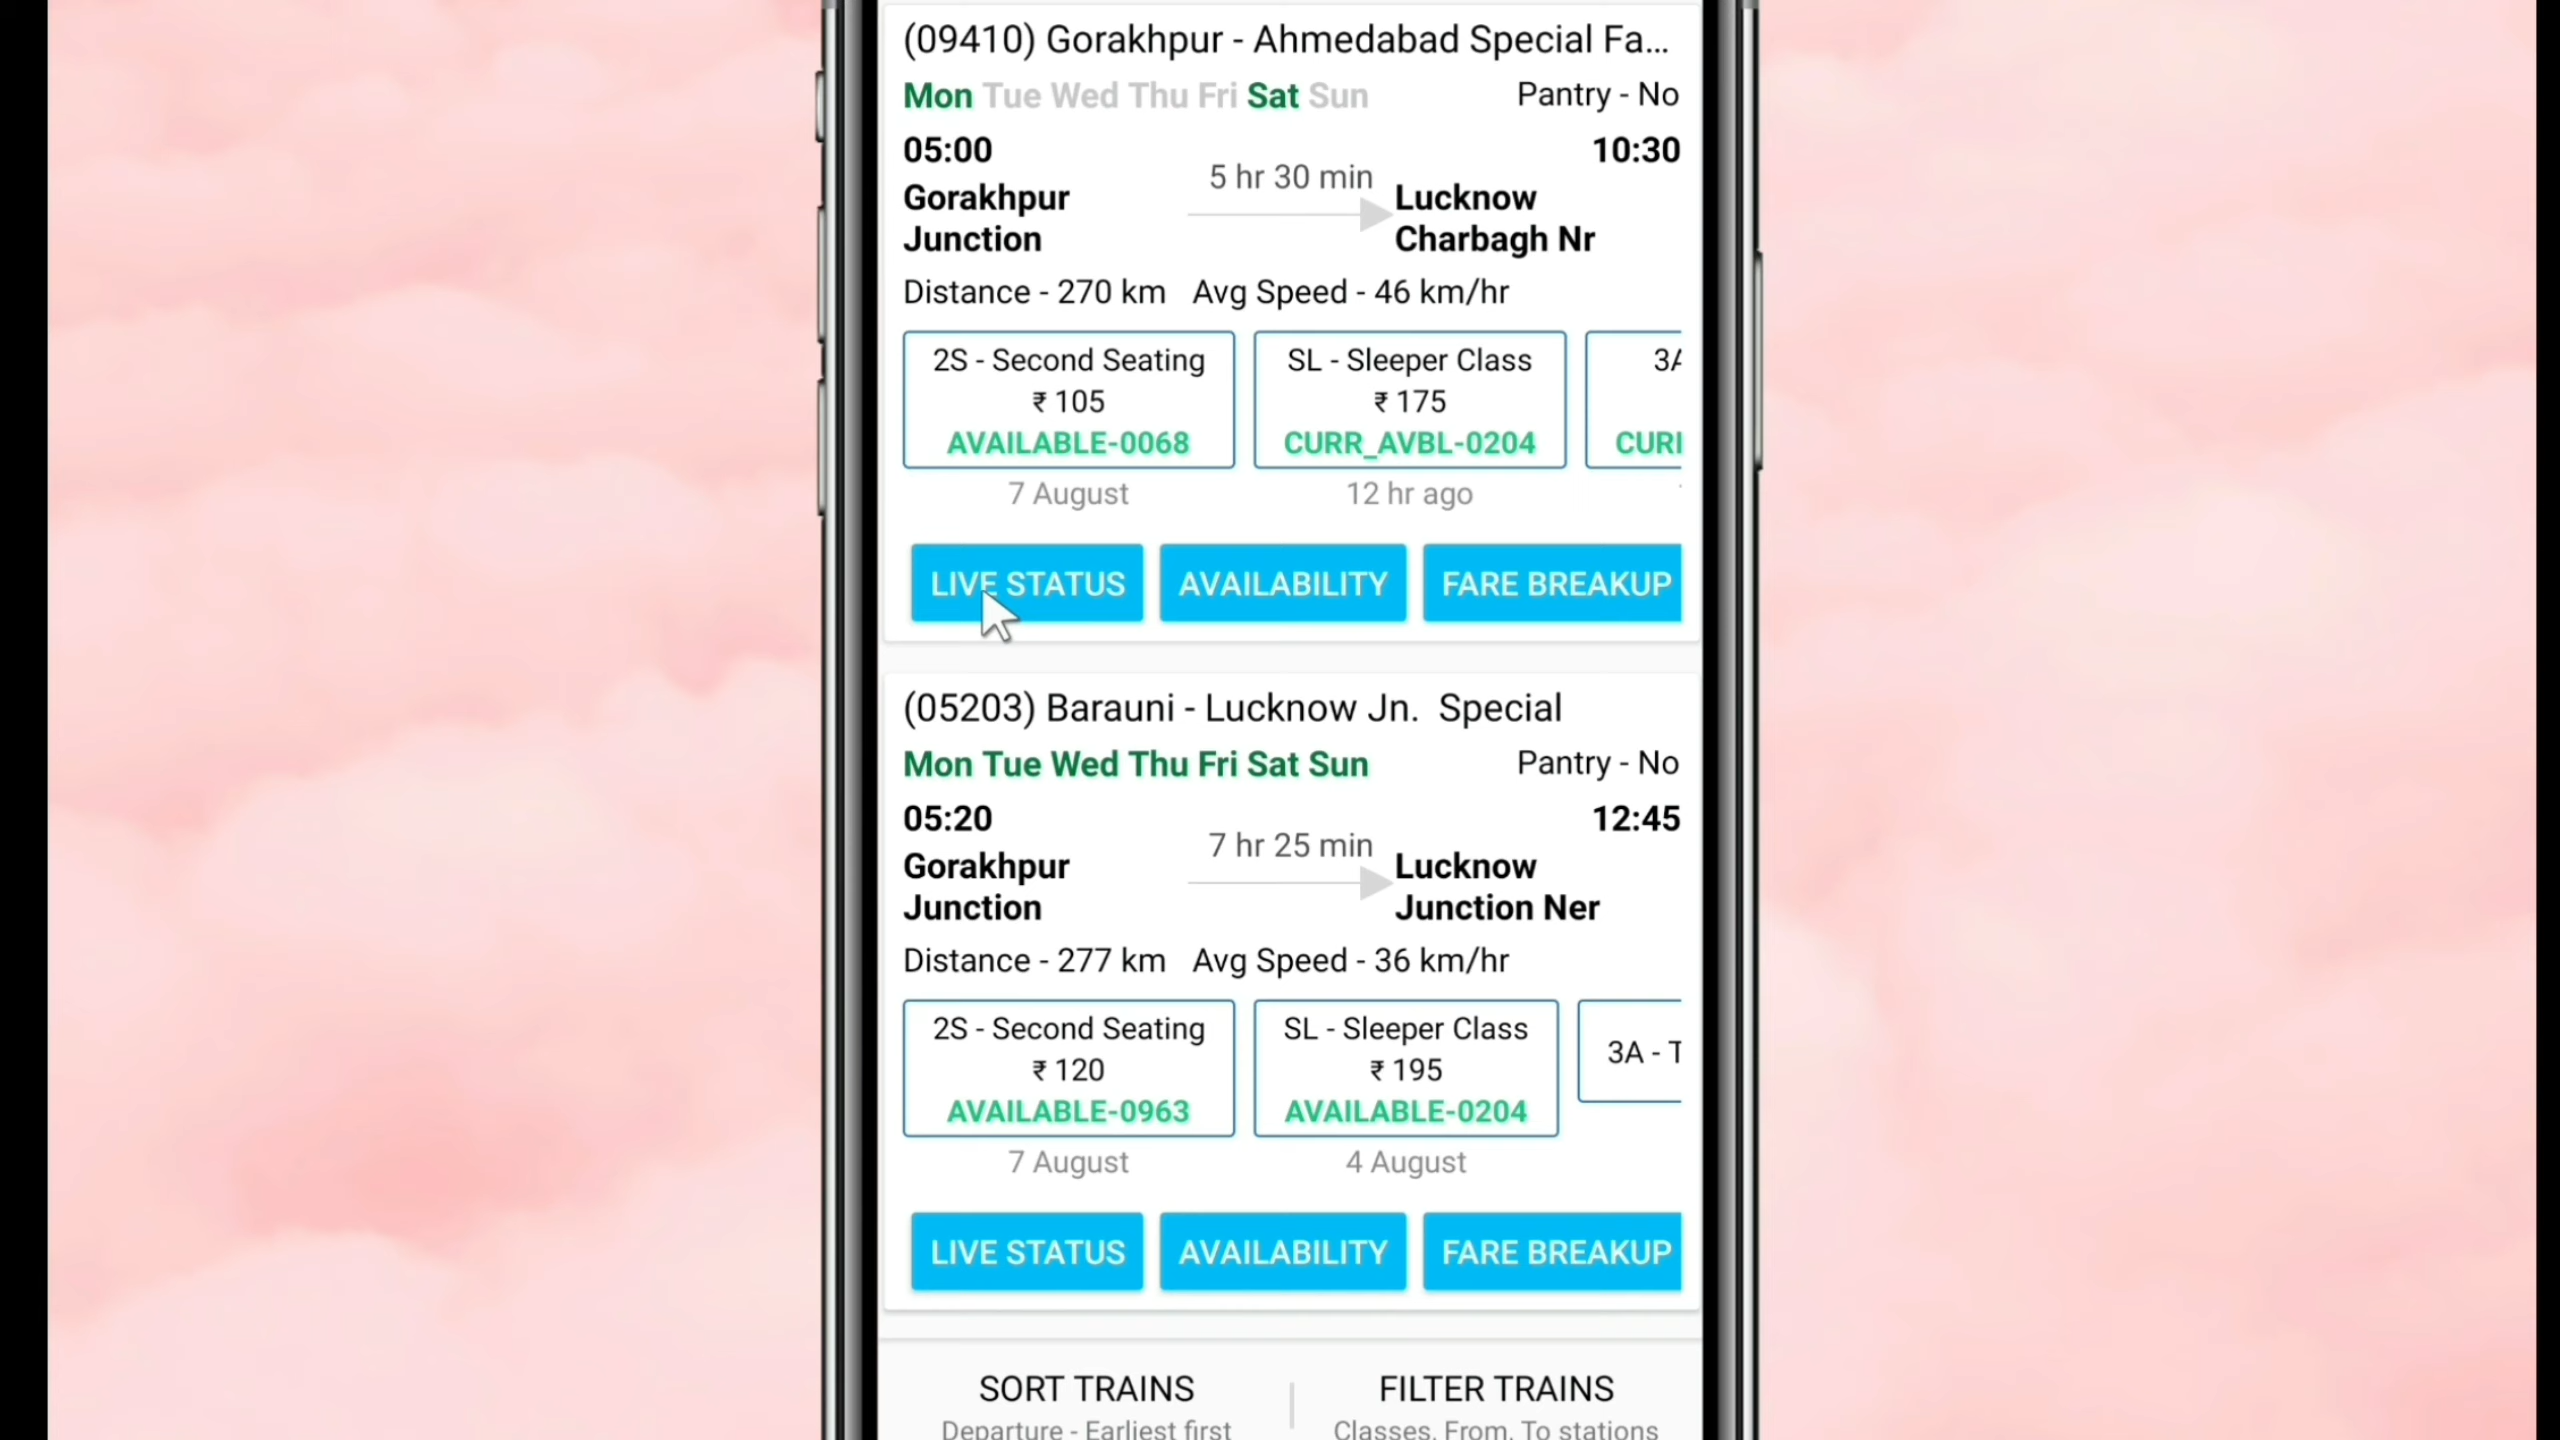 (09410) Gorakhpur - Ahmedabad Special Fa...
Mon Tue Wed Thu Fri Sat Sun Pantry - No
05:00 10:30
5 hr 30 min
Gorakhpur Junction
Lucknow Charbagh Nr
Distance - 270 km Avg Speed - 46 km/hr
2S - Second Seating
₹ 105
AVAILABLE-0068
7 August
SL - Sleeper Class
₹ 175
CURR_AVBL-0204
12 hr ago
3A
CURR
LIVE STATUS AVAILABILITY FARE BREAKUP
(05203) Barauni - Lucknow Jn. Special
Mon Tue Wed Thu Fri Sat Sun Pantry - No
05:20 12:45
7 hr 25 min
Gorakhpur Junction
Lucknow Junction Ner
Distance - 277 km Avg Speed - 36 km/hr
2S - Second Seating
₹ 120
AVAILABLE-0963
7 August
SL - Sleeper Class
₹ 195
AVAILABLE-0204
4 August
3A - T
LIVE STATUS AVAILABILITY FARE BREAKUP
SORT TRAINS
Departure - Earliest first
FILTER TRAINS
Classes, From, To stations